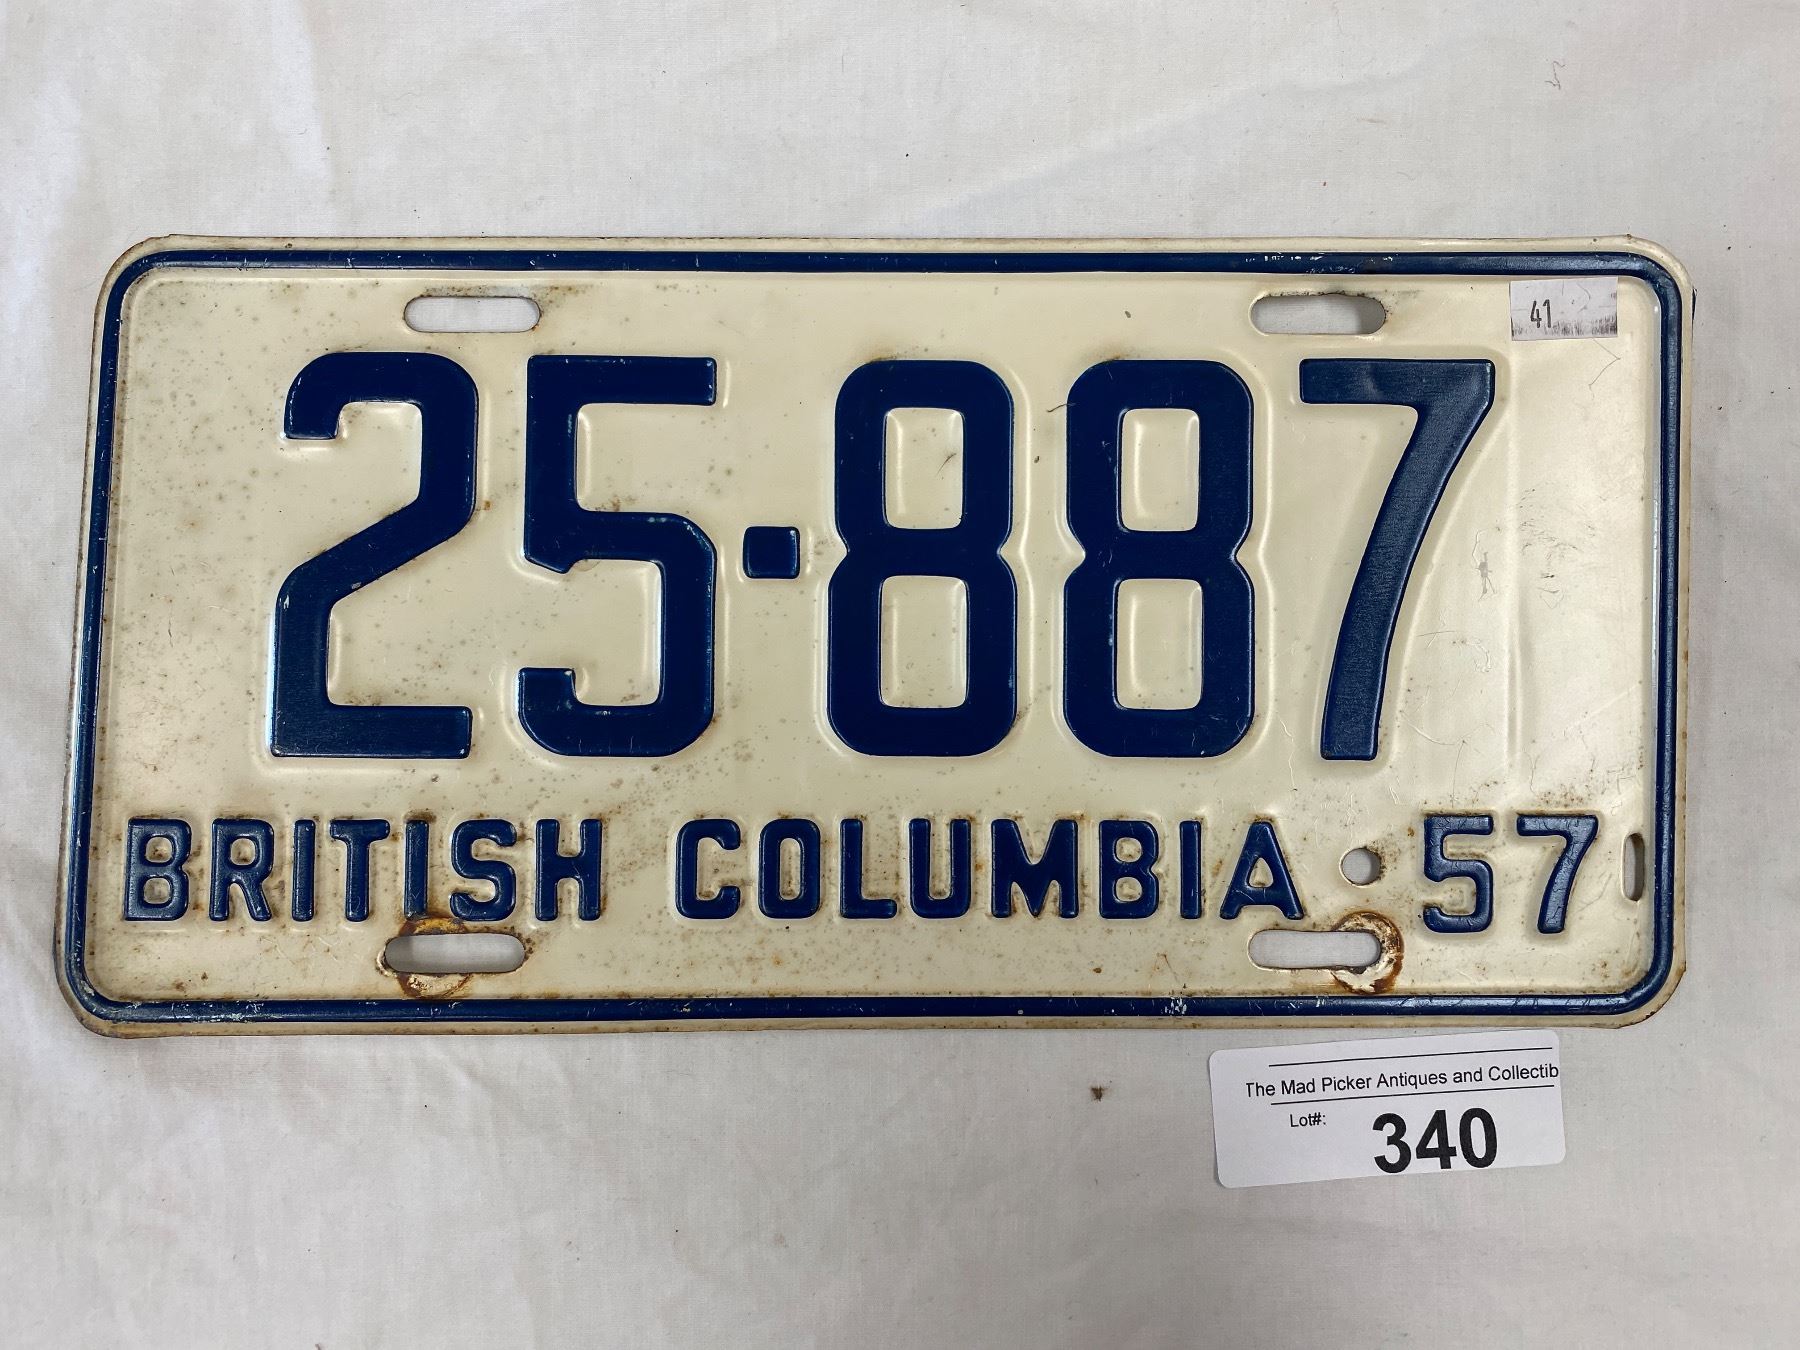 41
25-887
BRITISH COLUMBIA 57
The Mad Picker Antiques and Collectib
Lot#: 340